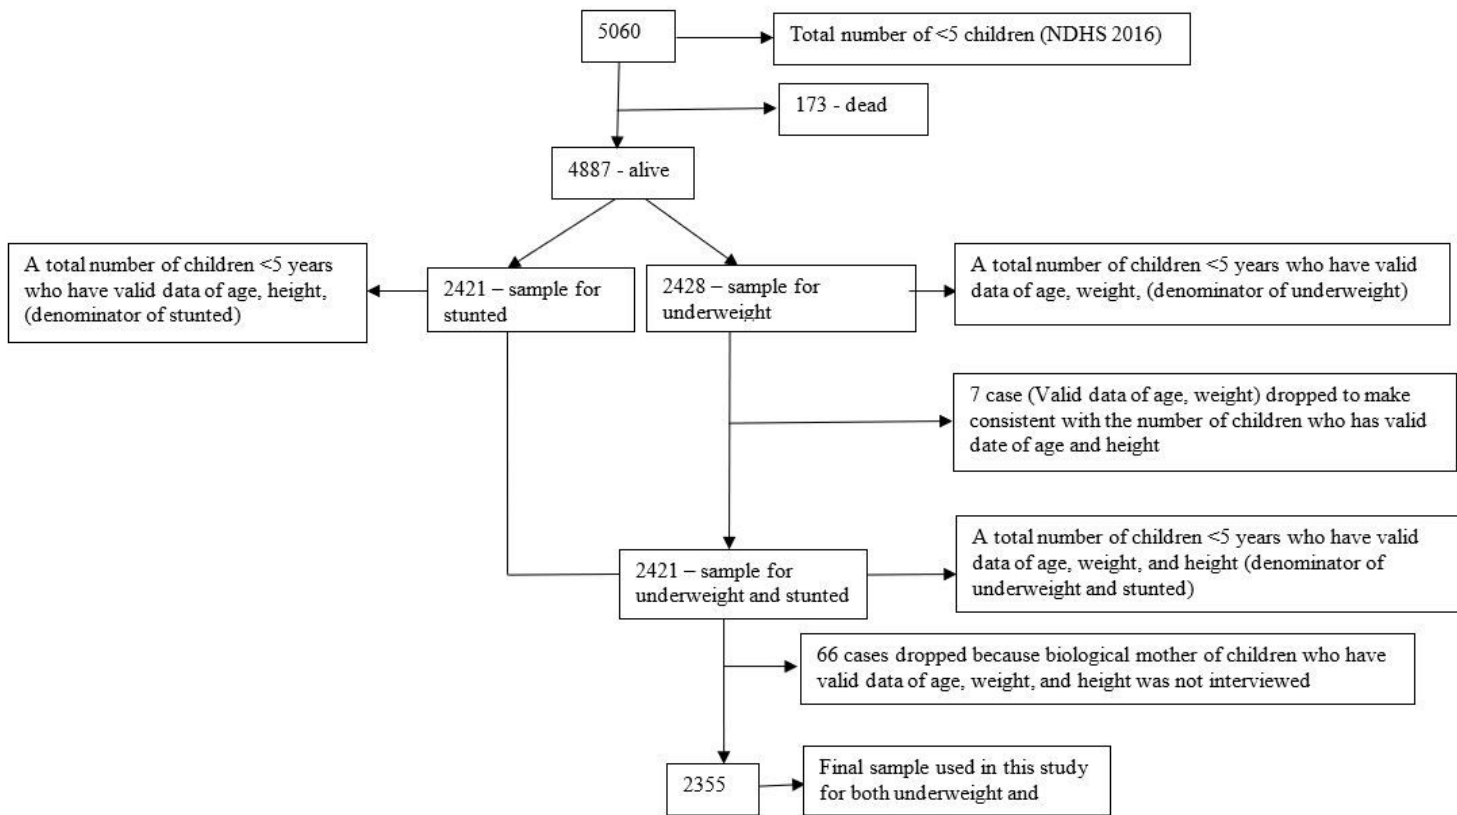 5060
Total number of <5 children (NDHS 2016)
173 - dead
4887 - alive
A total number of children <5 years
who have valid data of age, height,
(denominator of stunted)
2421 – sample for
stunted
2428 – sample for
underweight
A total number of children <5 years who have valid
data of age, weight, (denominator of underweight)
7 case (Valid data of age, weight) dropped to make
consistent with the number of children who has valid
date of age and height
2421 – sample for
underweight and stunted
A total number of children <5 years who have valid
data of age, weight, and height (denominator of
underweight and stunted)
66 cases dropped because biological mother of children who have
valid data of age, weight, and height was not interviewed
2355
Final sample used in this study
for both underweight and